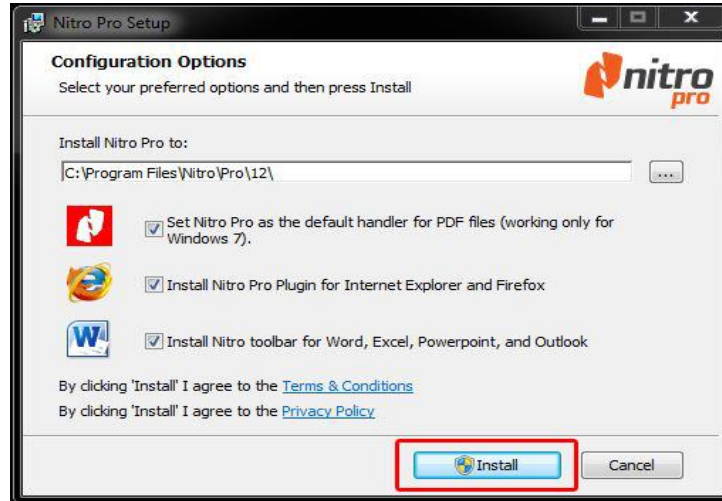 Nitro Pro Setup
Configuration Options
Select your preferred options and then press Install
nitro
pro
Install Nitro Pro to:
C:\Program Files\Nitro\Pro\12\
...
Set Nitro Pro as the default handler for PDF files (working only for
Windows 7).
Install Nitro Pro Plugin for Internet Explorer and Firefox
W
Install Nitro toolbar for Word, Excel, Powerpoint, and Outlook
By clicking 'Install' I agree to the Terms & Conditions
By clicking 'Install' I agree to the Privacy Policy
Install
Cancel